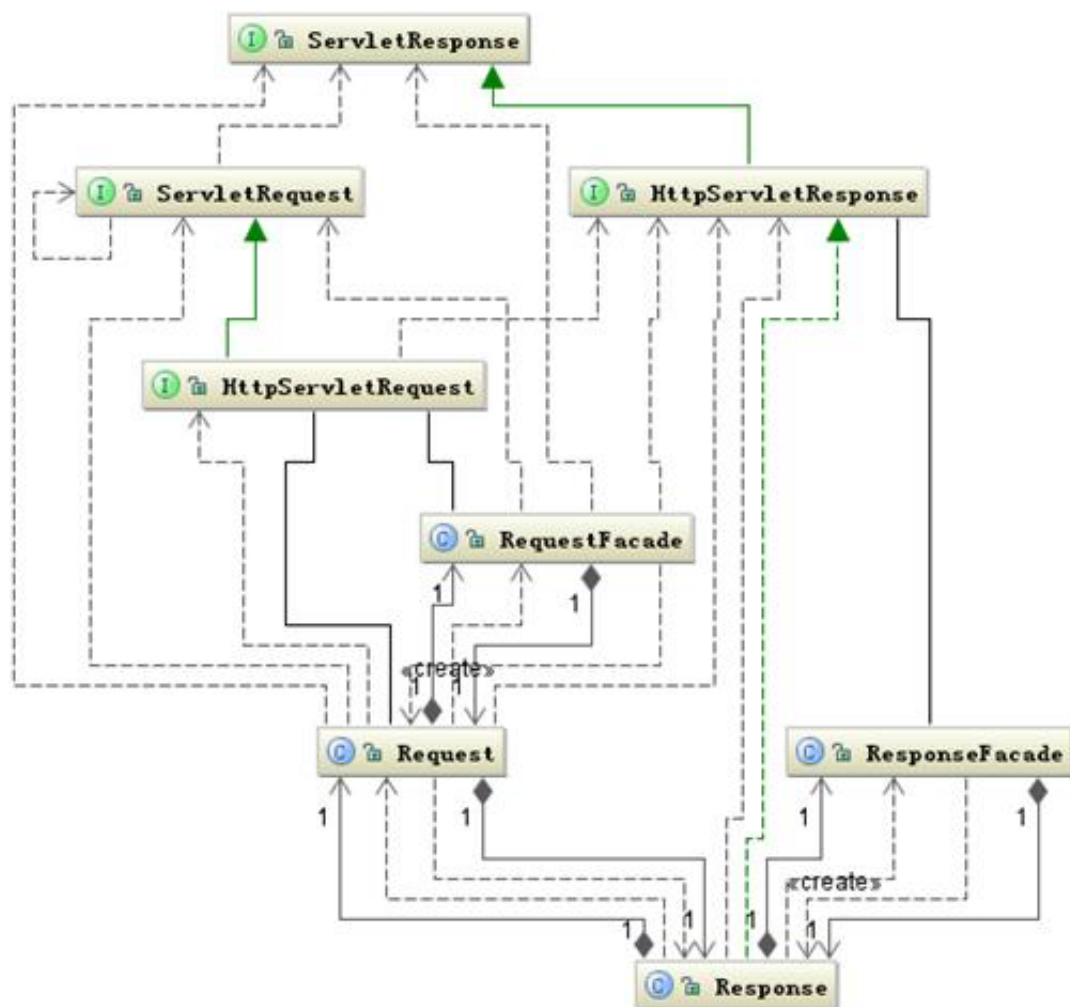 I ServletResponse
I ServletRequest
I HttpServletResponse
I HttpServletRequest
C RequestFacade
1
1
«create»
1
1
C Request
C ResponseFacade
1
1
1
1
«create»
1
1
1
1
C Response